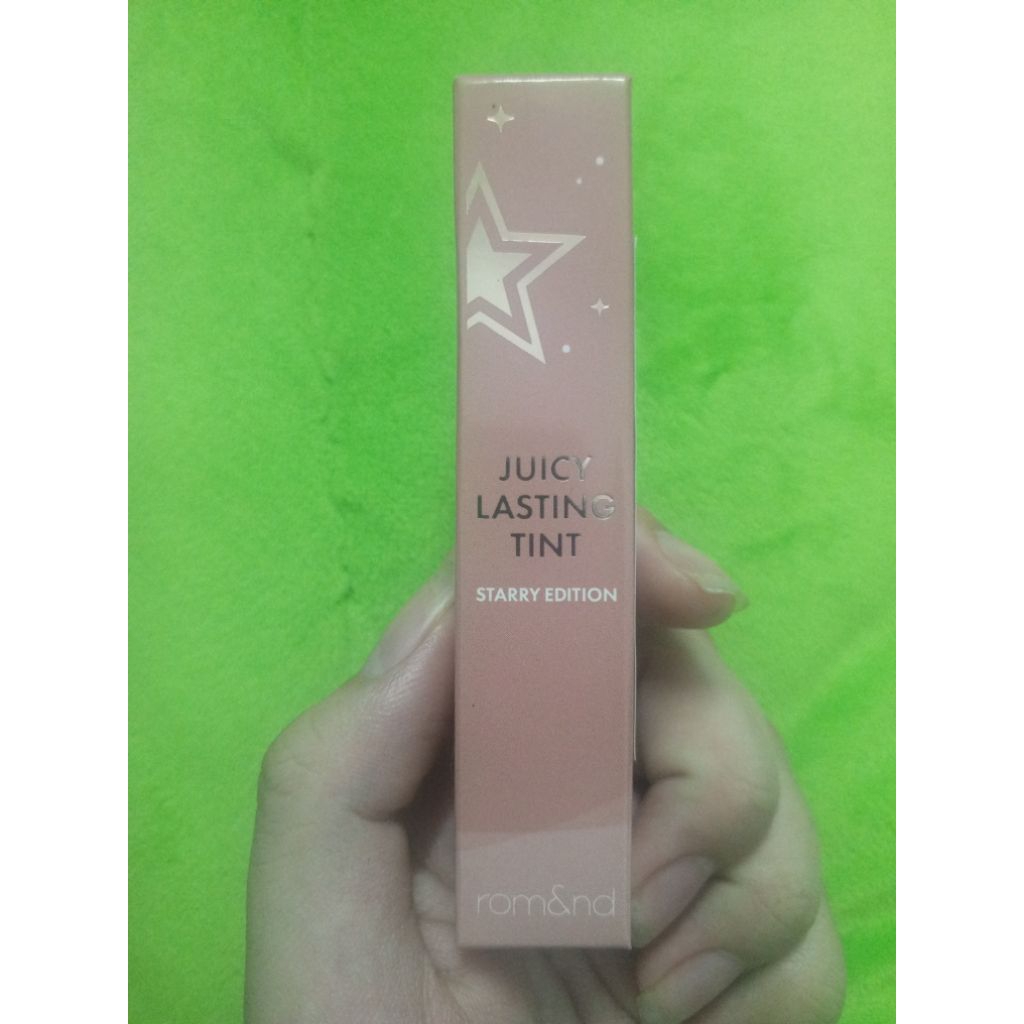 JUICY
LASTING
TINT
STARRY EDITION
rom&nd